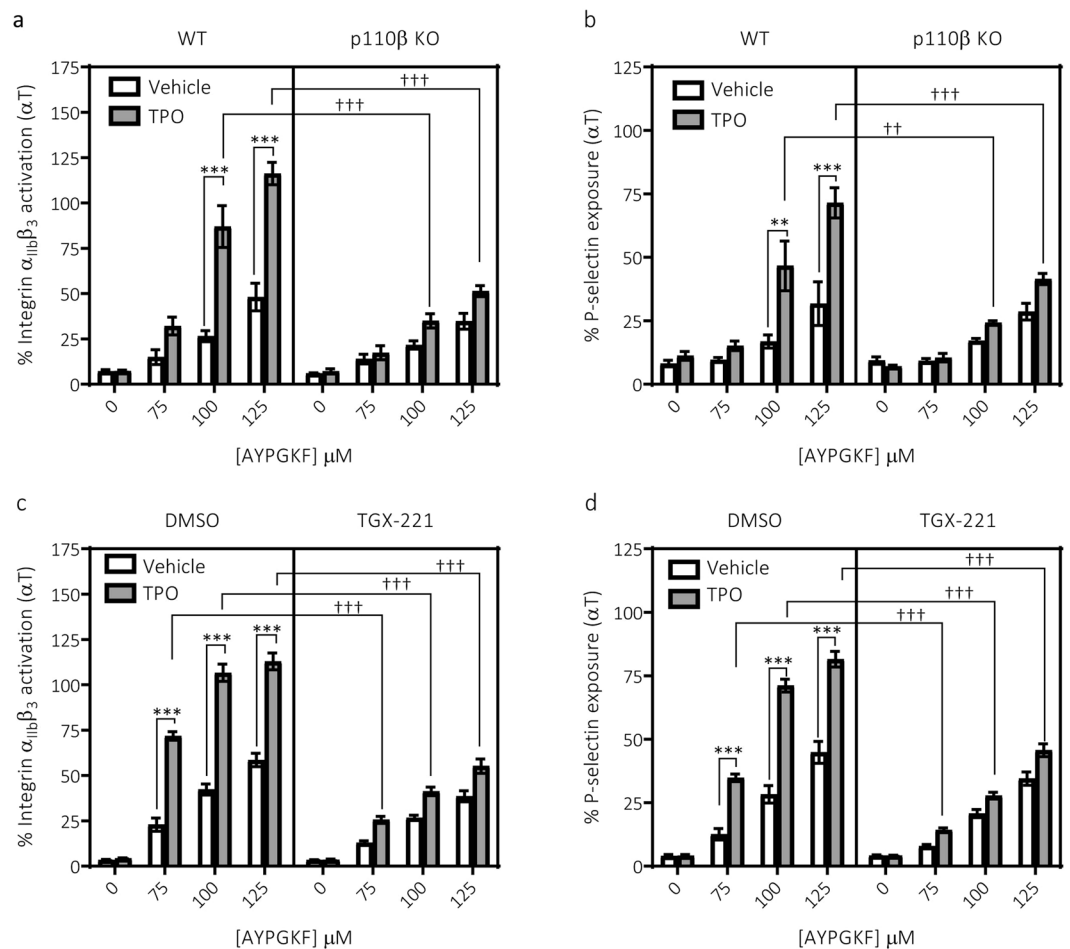 a
WT
p110β KO
175
150
125
100
75
50
25
0
% Integrin αIIbβ3 activation (αT)
Vehicle
TPO
***
***
†††
†††
0
75
100
125
0
75
100
125
[AYPGKF] μM
b
WT
p110β KO
125
100
75
50
25
0
% P-selectin exposure (αT)
Vehicle
TPO
**
***
††
†††
0
75
100
125
0
75
100
125
[AYPGKF] μM
c
DMSO
TGX-221
175
150
125
100
75
50
25
0
% Integrin αIIbβ3 activation (αT)
Vehicle
TPO
***
***
***
†††
†††
†††
0
75
100
125
0
75
100
125
[AYPGKF] μM
d
DMSO
TGX-221
125
100
75
50
25
0
% P-selectin exposure (αT)
Vehicle
TPO
***
***
***
†††
†††
†††
0
75
100
125
0
75
100
125
[AYPGKF] μM